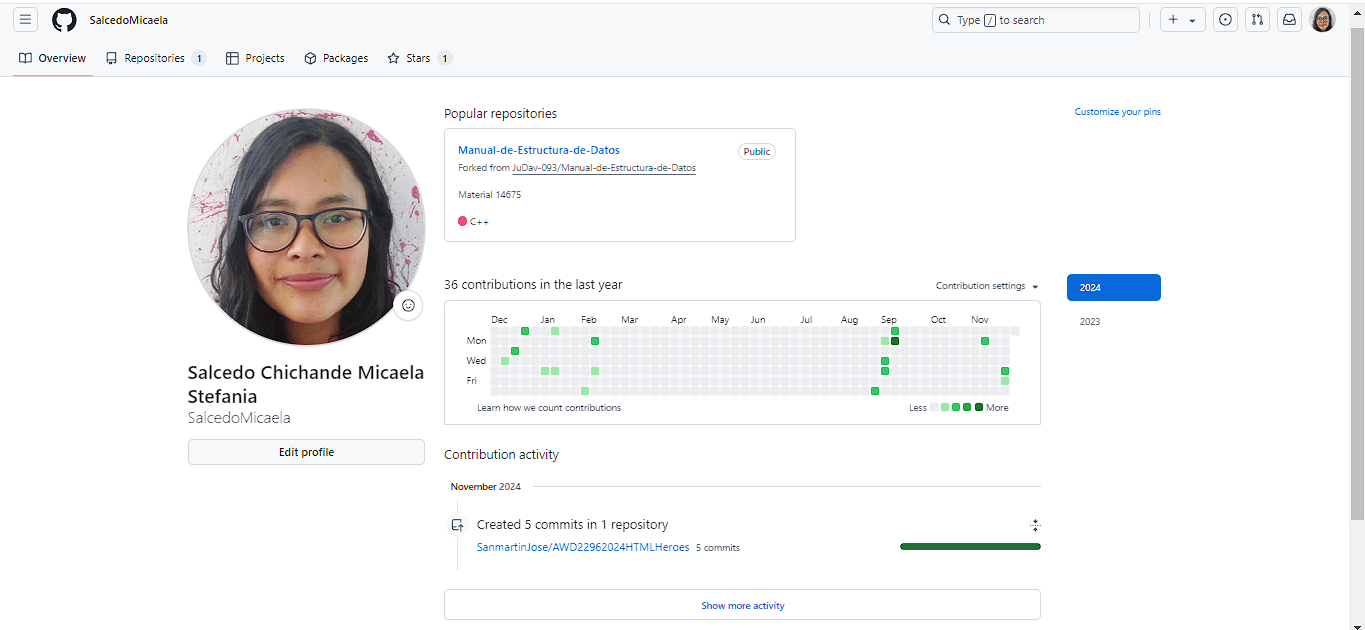 SalcedoMicaela
Type / to search
Overview
Repositories 1
Projects
Packages
Stars 1
Popular repositories
Customize your pins
Manual-de-Estructura-de-Datos
Public
Forked from JuDav-093/Manual-de-Estructura-de-Datos
Material 14675
C++
36 contributions in the last year
Contribution settings
2024
2023
Dec Jan Feb Mar Apr May Jun Jul Aug Sep Oct Nov
Mon
Wed
Fri
Learn how we count contributions
Less More
Salcedo Chichande Micaela
Stefania
SalcedoMicaela
Edit profile
Contribution activity
November 2024
Created 5 commits in 1 repository
SanmartinJose/AWD22962024HTMLHeroes 5 commits
Show more activity